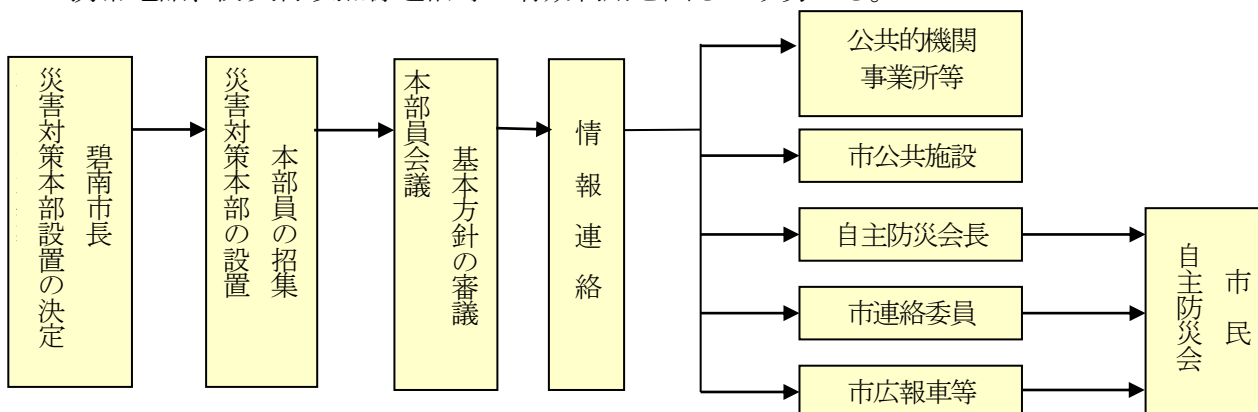 碧南市長
災害対策本部設置の決定
本部員の招集
災害対策本部の設置
本部員会議
基本方針の審議
情報連絡
公共的機関
事業所等
市公共施設
自主防災会長
市連絡委員
市広報車等
市民
自主防災会